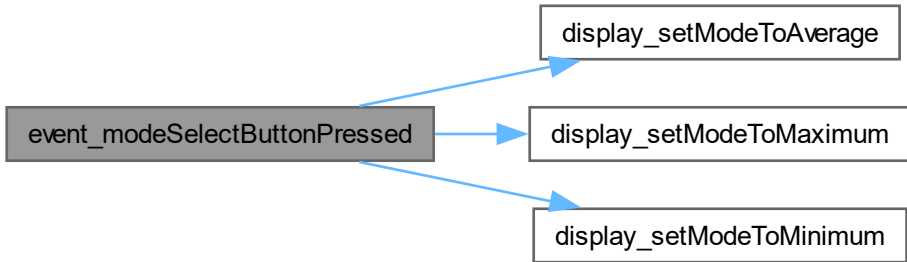 display_setModeToAverage
event_modeSelectButtonPressed
display_setModeToMaximum
display_setModeToMinimum